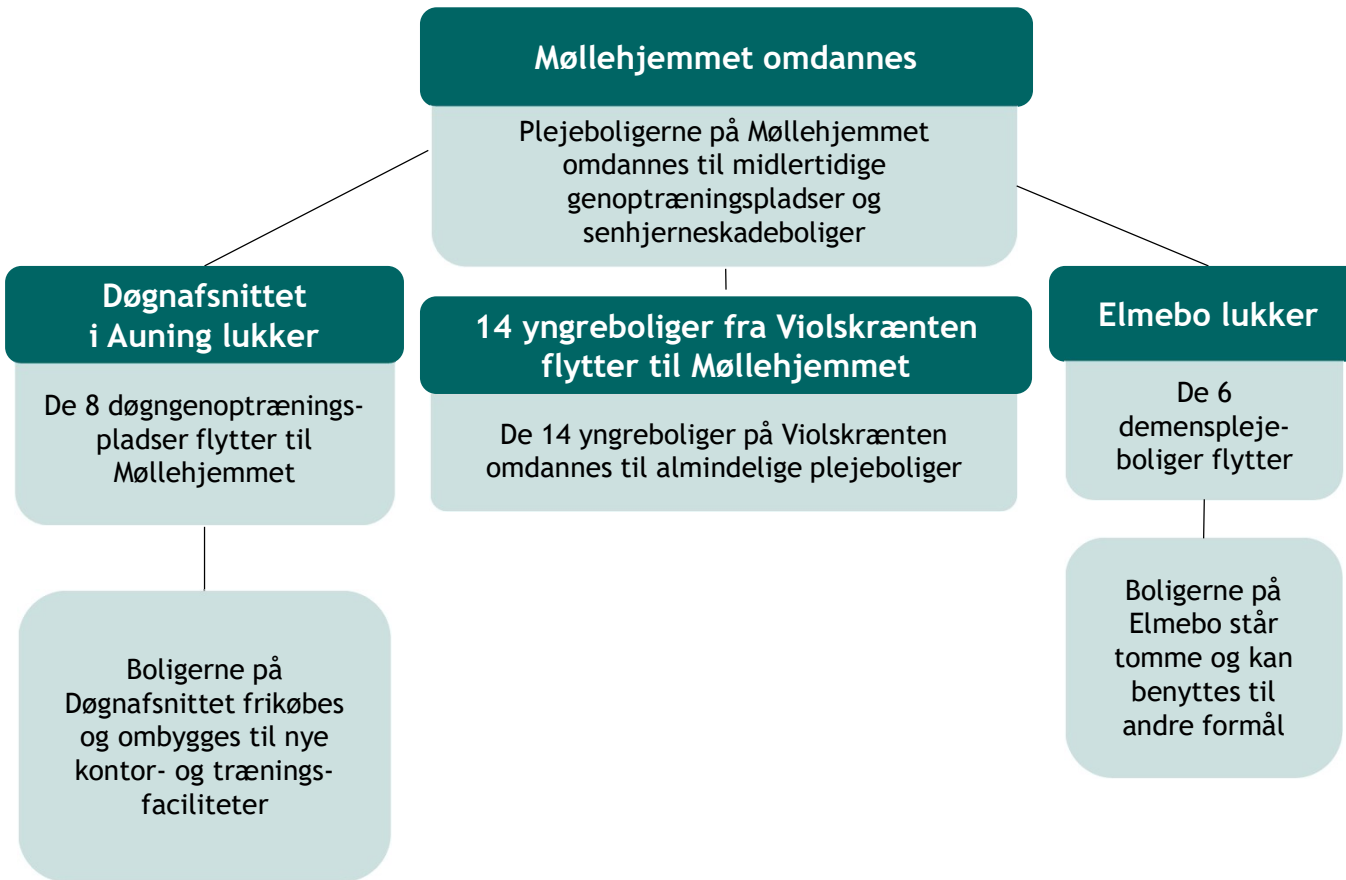 Møllehjemmet omdannes
Plejeboligerne på Møllehjemmet
omdannes til midlertidige
genoptræningspladser og
senhjerneskadeboliger
Døgnafsnittet
i Auning lukker
De 8 døgngenoptrænings-
pladser flytter til
Møllehjemmet
Boligerne på
Døgnafsnittet frikøbes
og ombygges til nye
kontor- og trænings-
faciliteter
14 yngreboliger fra Violskrænten
flytter til Møllehjemmet
De 14 yngreboliger på Violskrænten
omdannes til almindelige plejeboliger
Elmebo lukker
De 6
demenspleje-
boliger flytter
Boligerne på
Elmebo står
tomme og kan
benyttes til
andre formål